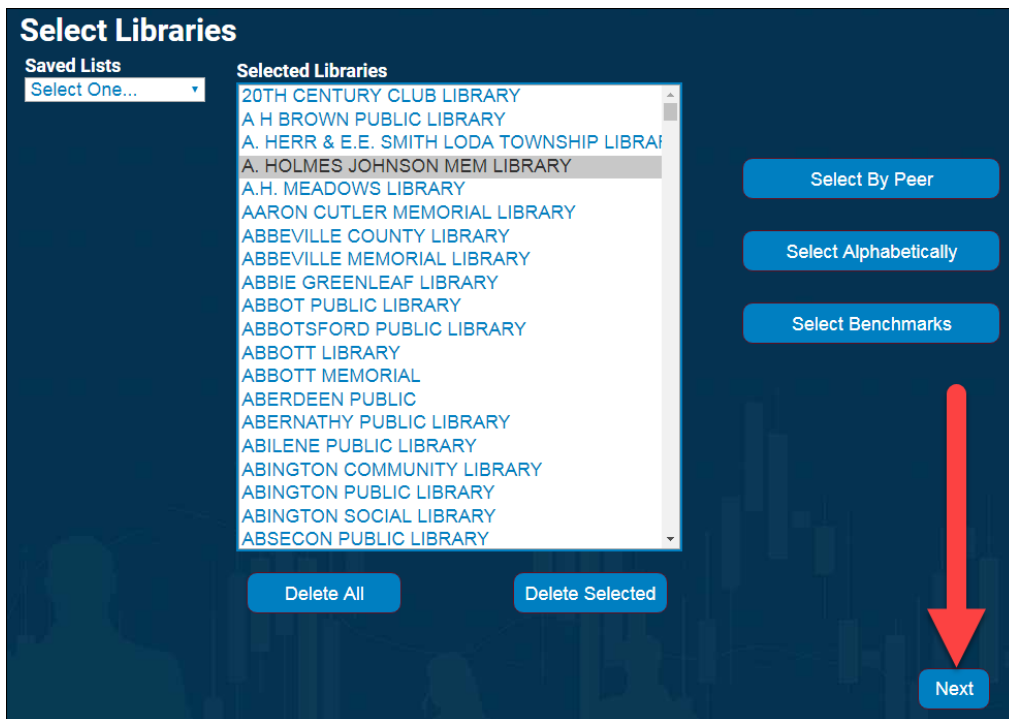 Select Libraries
Saved Lists
Select One...
Selected Libraries
20TH CENTURY CLUB LIBRARY
A H BROWN PUBLIC LIBRARY
A. HERR & E.E. SMITH LODA TOWNSHIP LIBRAF
A. HOLMES JOHNSON MEM LIBRARY
A.H. MEADOWS LIBRARY
AARON CUTLER MEMORIAL LIBRARY
ABBEVILLE COUNTY LIBRARY
ABBEVILLE MEMORIAL LIBRARY
ABBIE GREENLEAF LIBRARY
ABBOT PUBLIC LIBRARY
ABBOTSFORD PUBLIC LIBRARY
ABBOTT LIBRARY
ABBOTT MEMORIAL
ABERDEEN PUBLIC
ABERNATHY PUBLIC LIBRARY
ABILENE PUBLIC LIBRARY
ABINGTON COMMUNITY LIBRARY
ABINGTON PUBLIC LIBRARY
ABINGTON SOCIAL LIBRARY
ABSECON PUBLIC LIBRARY
Select By Peer
Select Alphabetically
Select Benchmarks
Delete All
Delete Selected
Next